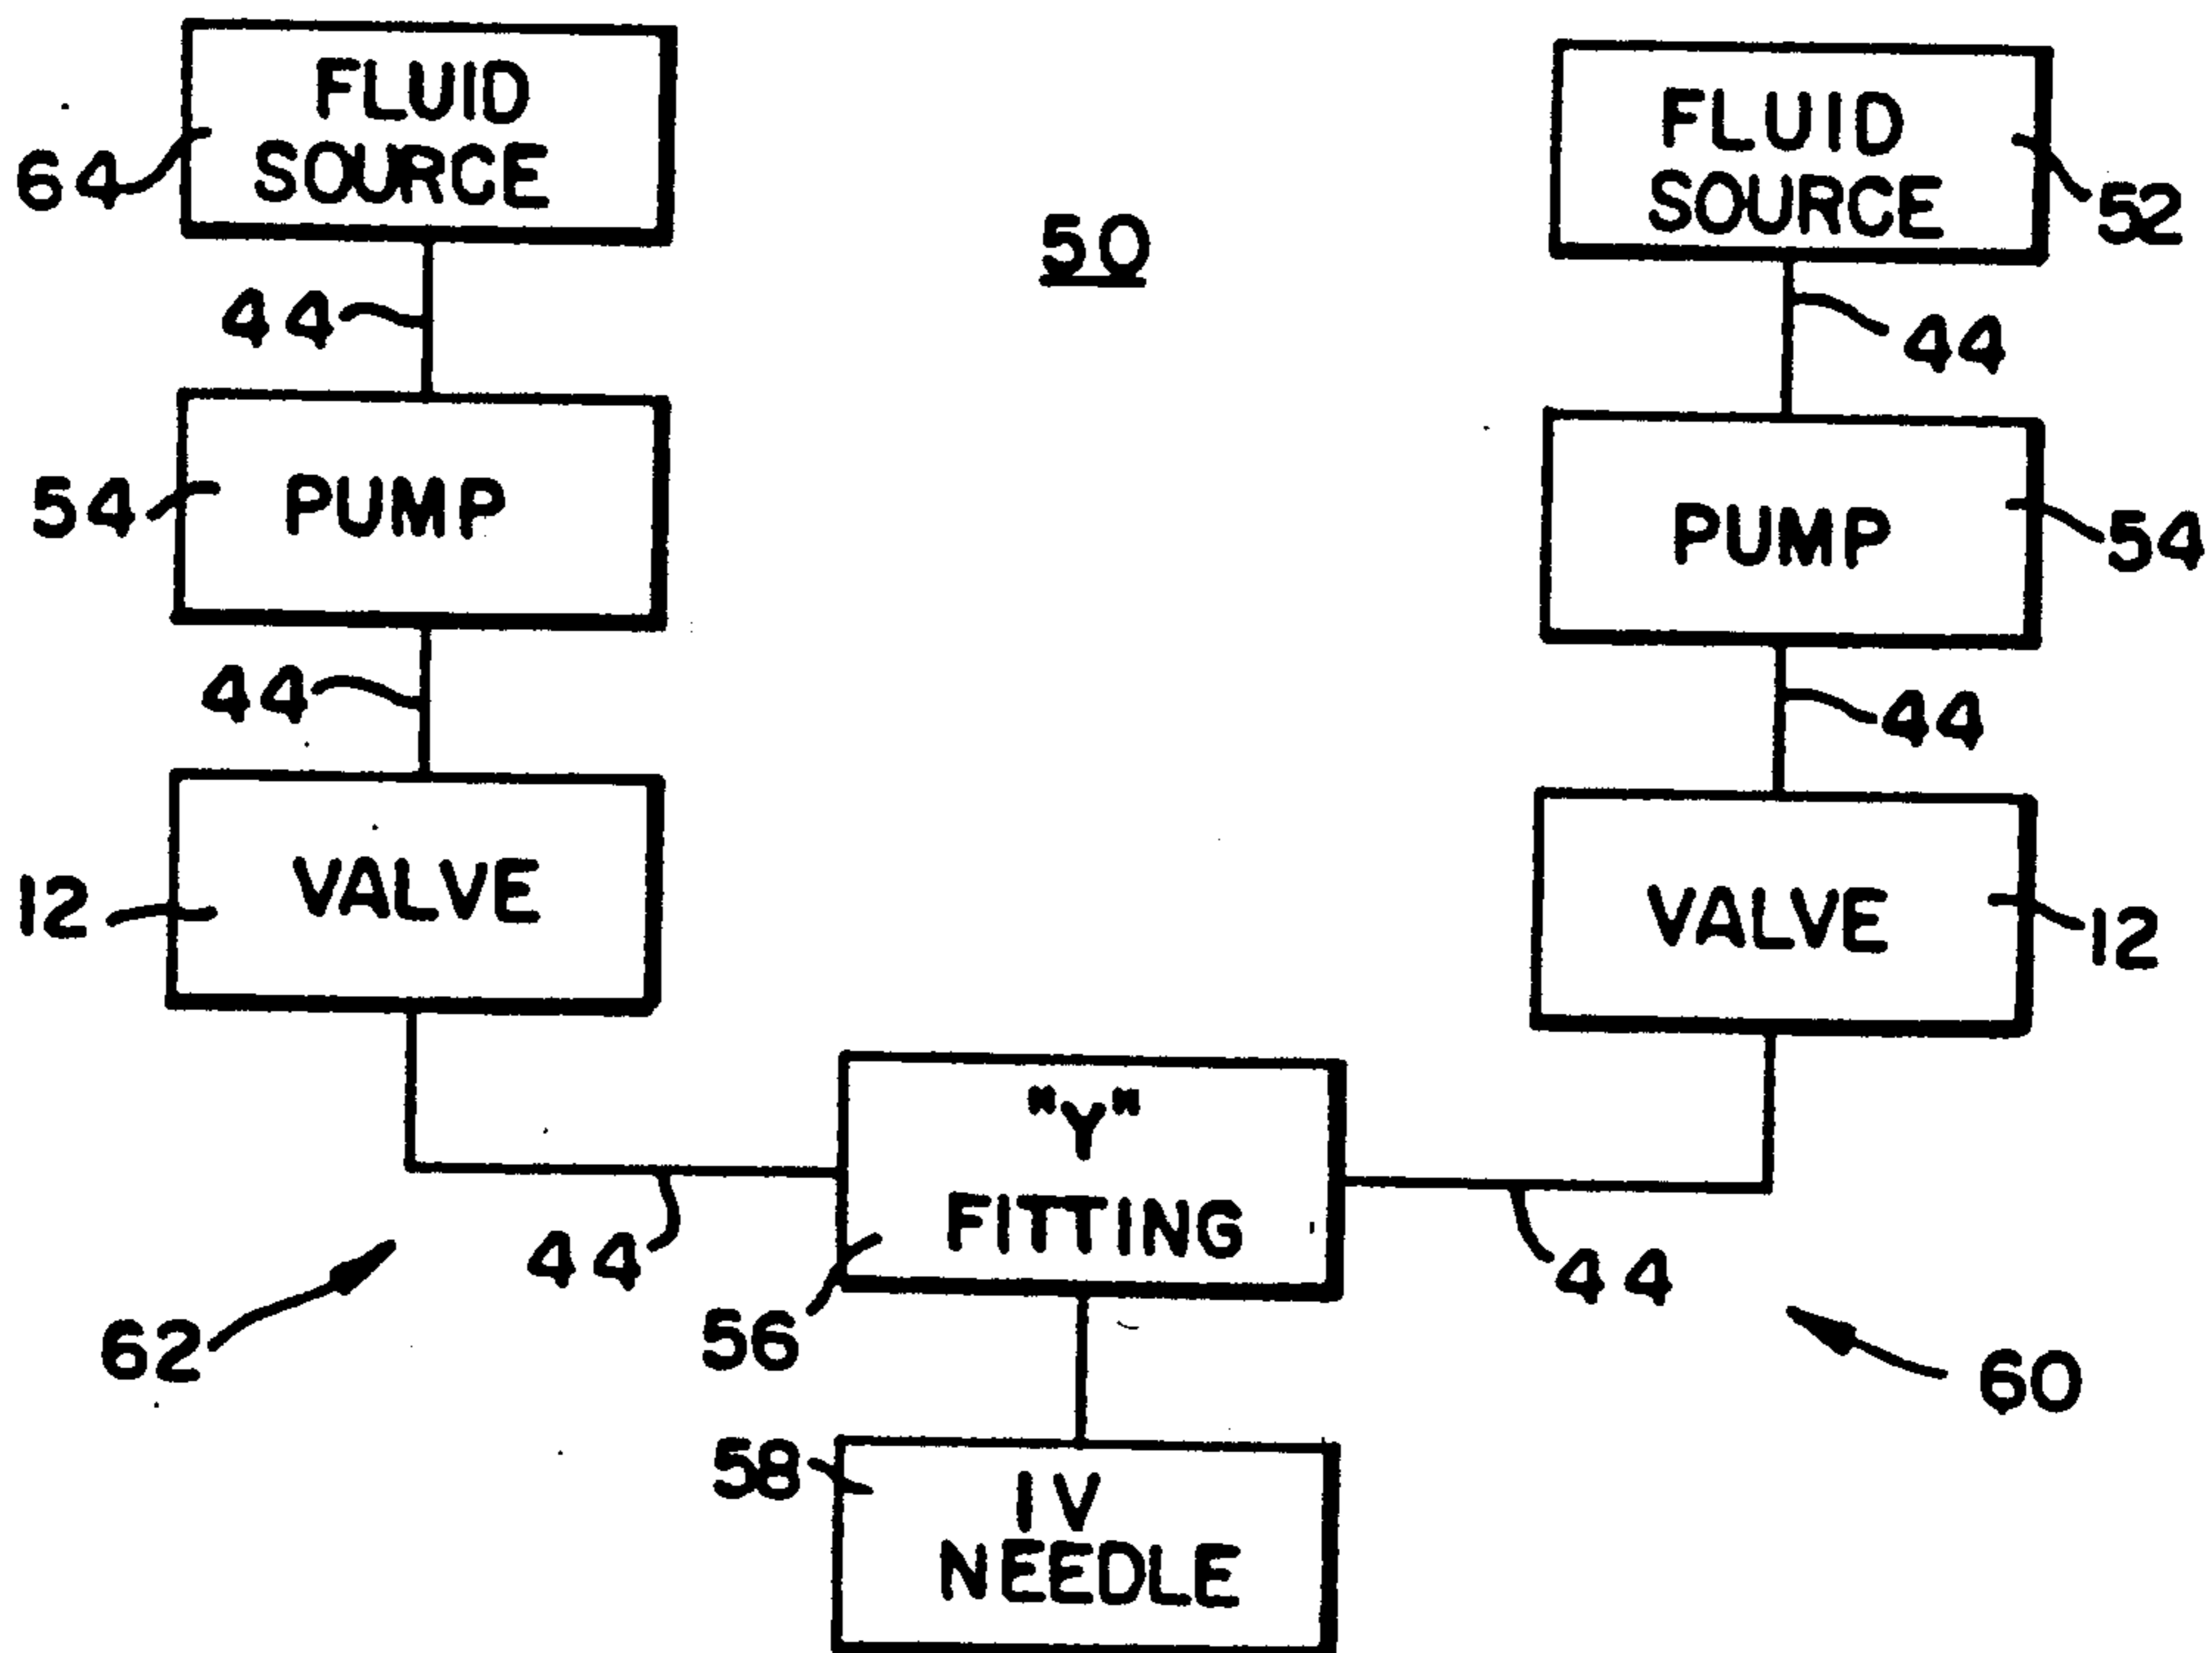 FLUID
SOURCE
64
FLUID
SOURCE
52
50
44
44
54
PUMP
PUMP
54
44
44
12
VALVE
VALVE
12
"Y"
FITTING
44
44
56
62
60
58
IV
NEEDLE